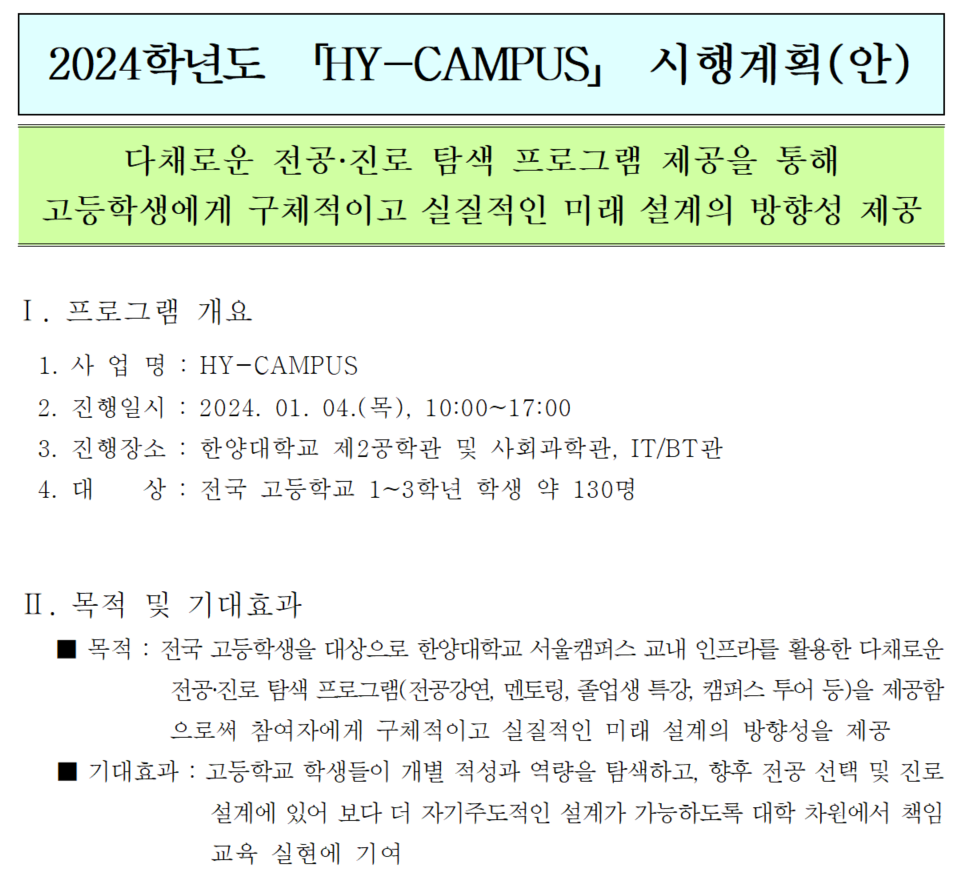 2024학년도 「HY-CAMPUS」 시행계획(안)
다채로운 전공·진로 탐색 프로그램 제공을 통해
고등학생에게 구체적이고 실질적인 미래 설계의 방향성 제공
Ⅰ. 프로그램 개요
1. 사 업 명 : HY-CAMPUS
2. 진행일시 : 2024. 01. 04.(목), 10:00~17:00
3. 진행장소 : 한양대학교 제2공학관 및 사회과학관, IT/BT관
4. 대 상 : 전국 고등학교 1~3학년 학생 약 130명
Ⅱ. 목적 및 기대효과
■ 목적 : 전국 고등학생을 대상으로 한양대학교 서울캠퍼스 교내 인프라를 활용한 다채로운
전공·진로 탐색 프로그램(전공강연, 멘토링, 졸업생 특강, 캠퍼스 투어 등)을 제공함
으로써 참여자에게 구체적이고 실질적인 미래 설계의 방향성을 제공
■ 기대효과 : 고등학교 학생들이 개별 적성과 역량을 탐색하고, 향후 전공 선택 및 진로
설계에 있어 보다 더 자기주도적인 설계가 가능하도록 대학 차원에서 책임
교육 실현에 기여